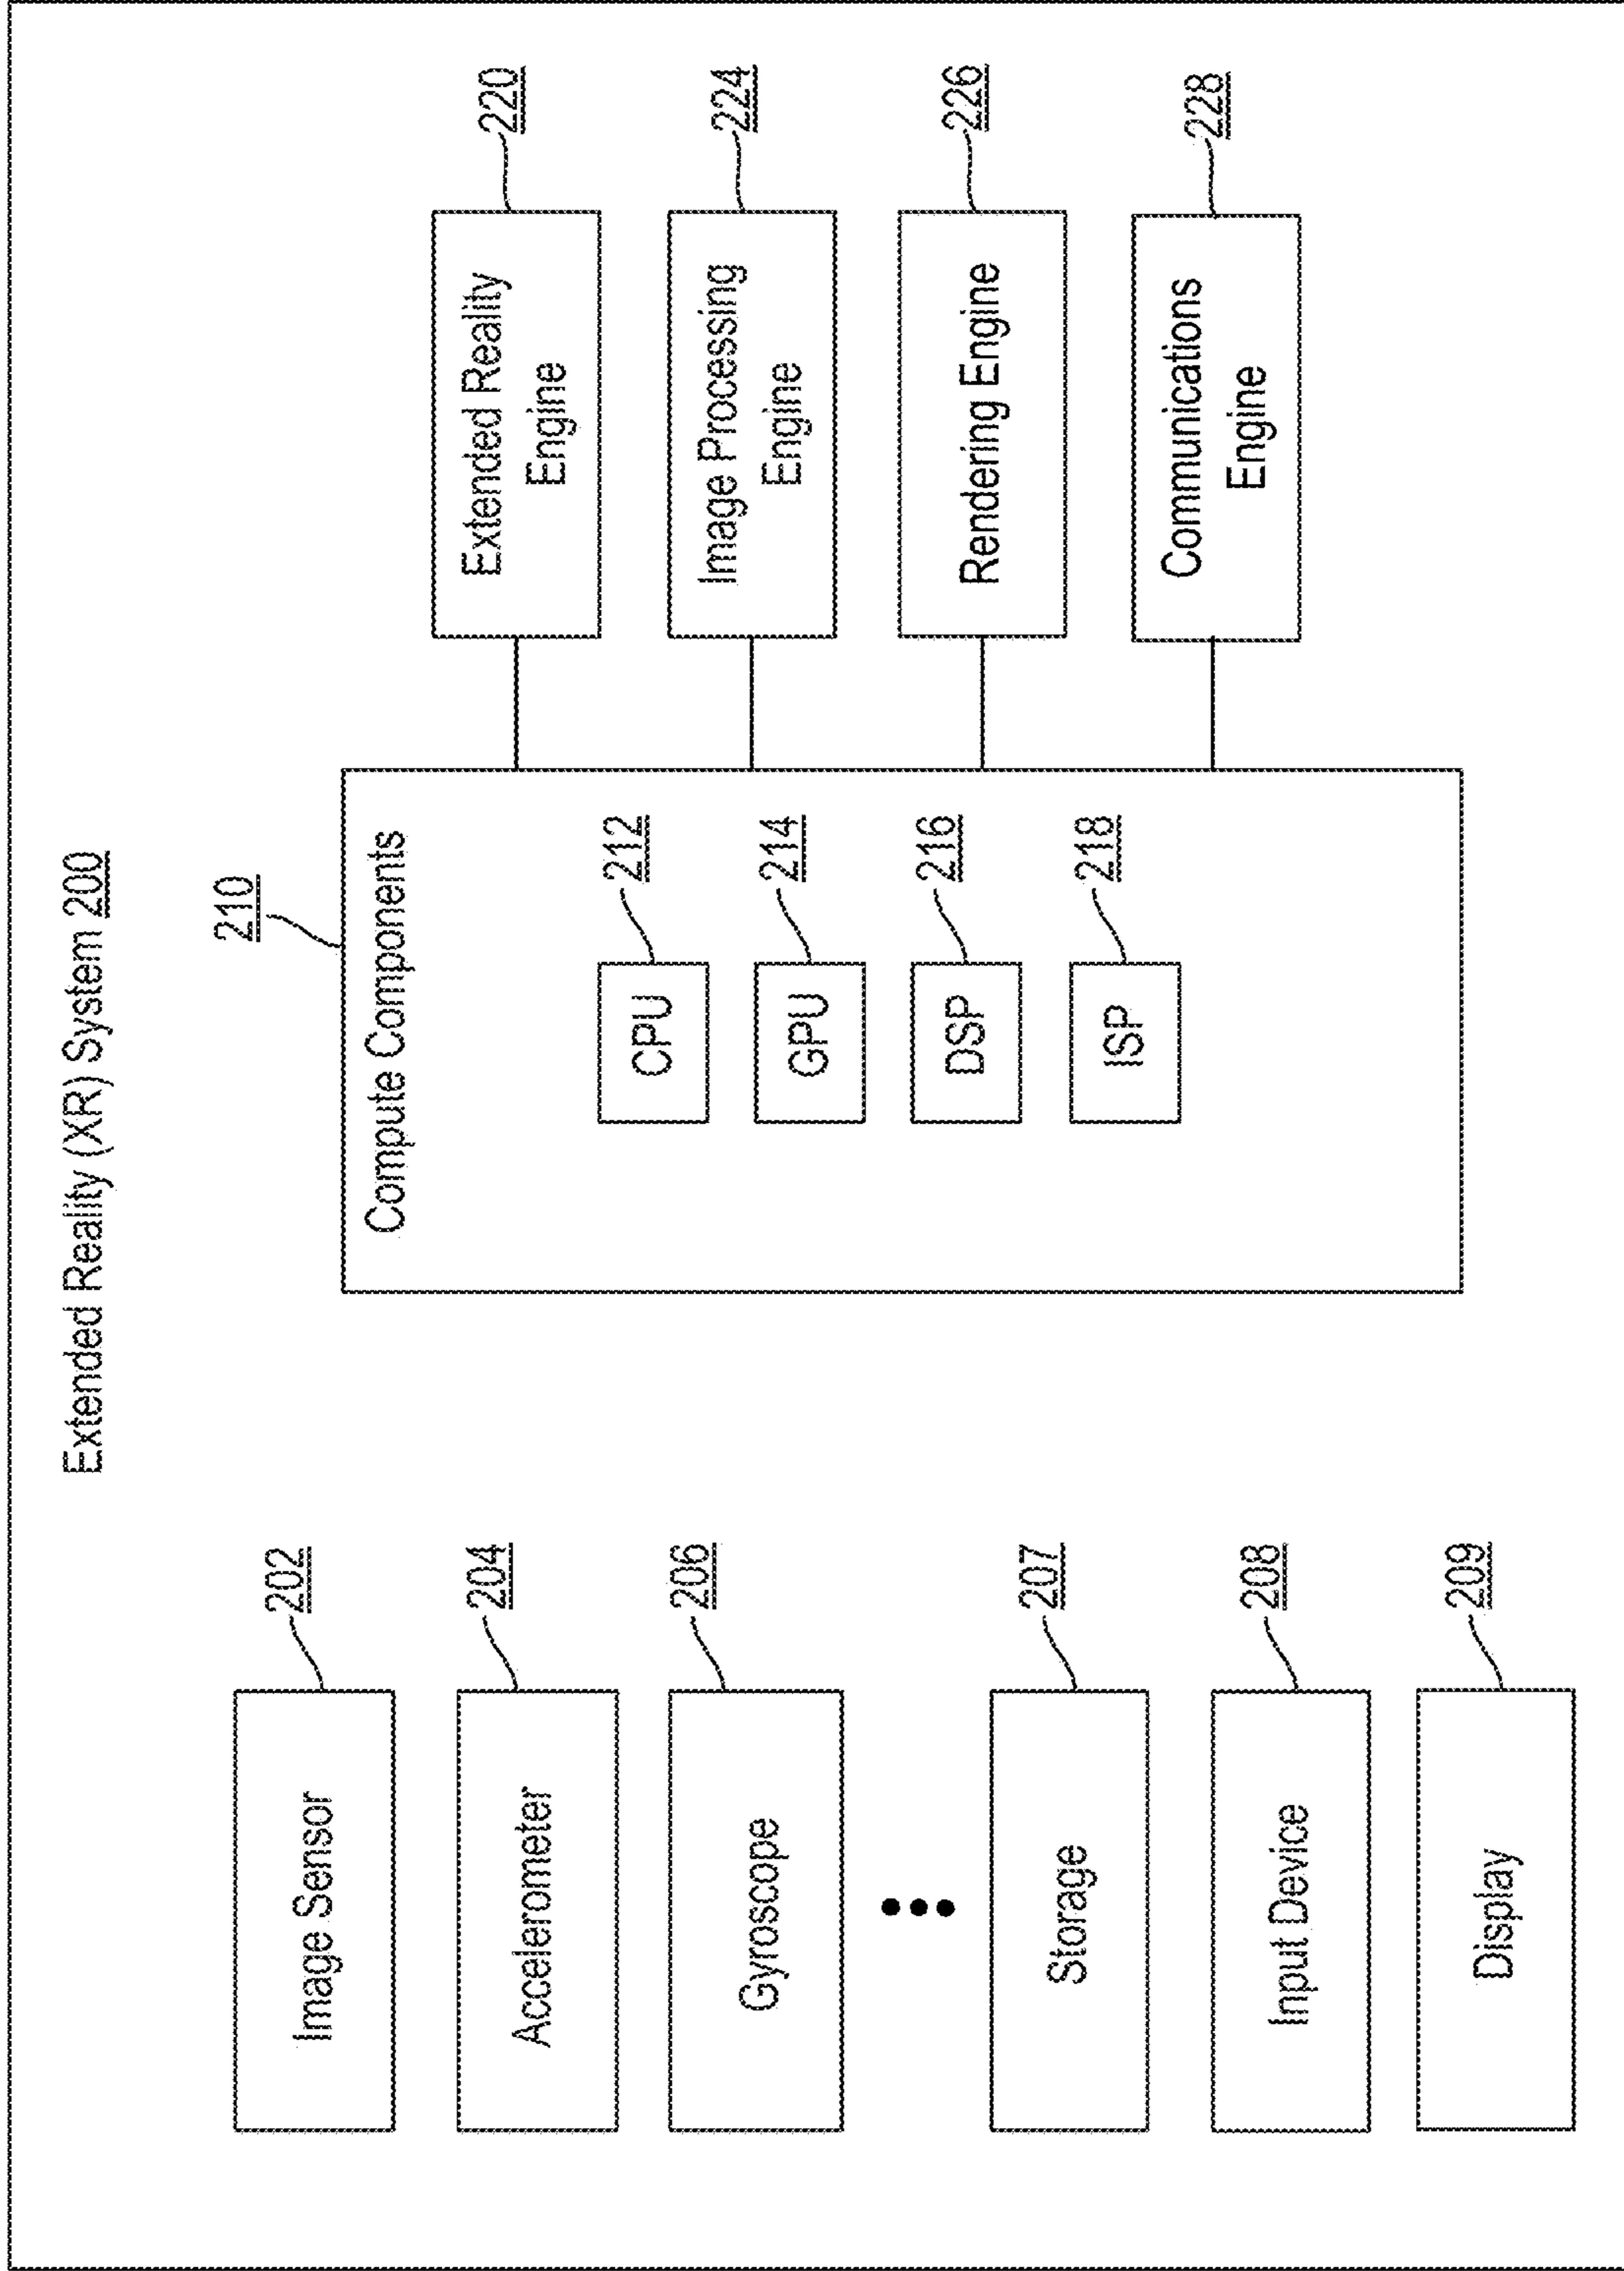 Extended Reality (XR) System 200
Image Sensor
202
Accelerometer
204
Gyroscope
206
Storage
207
Input Device
208
Display
209
210
Compute Components
CPU
212
GPU
214
DSP
216
ISP
218
Extended Reality
Engine
220
Image Processing
Engine
224
Rendering Engine
226
Communications
Engine
228